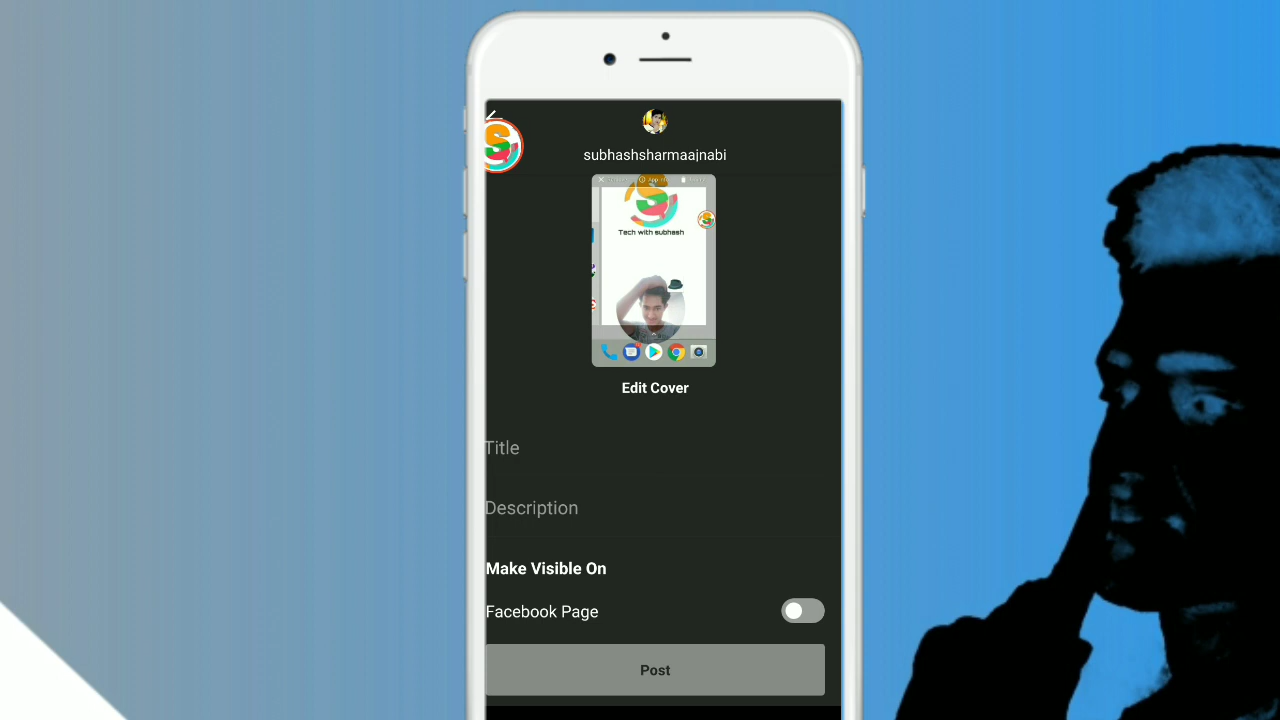 subhashsharmaajnabi
Tech with subhash
Edit Cover
Title
Description
Make Visible On
Facebook Page
Post